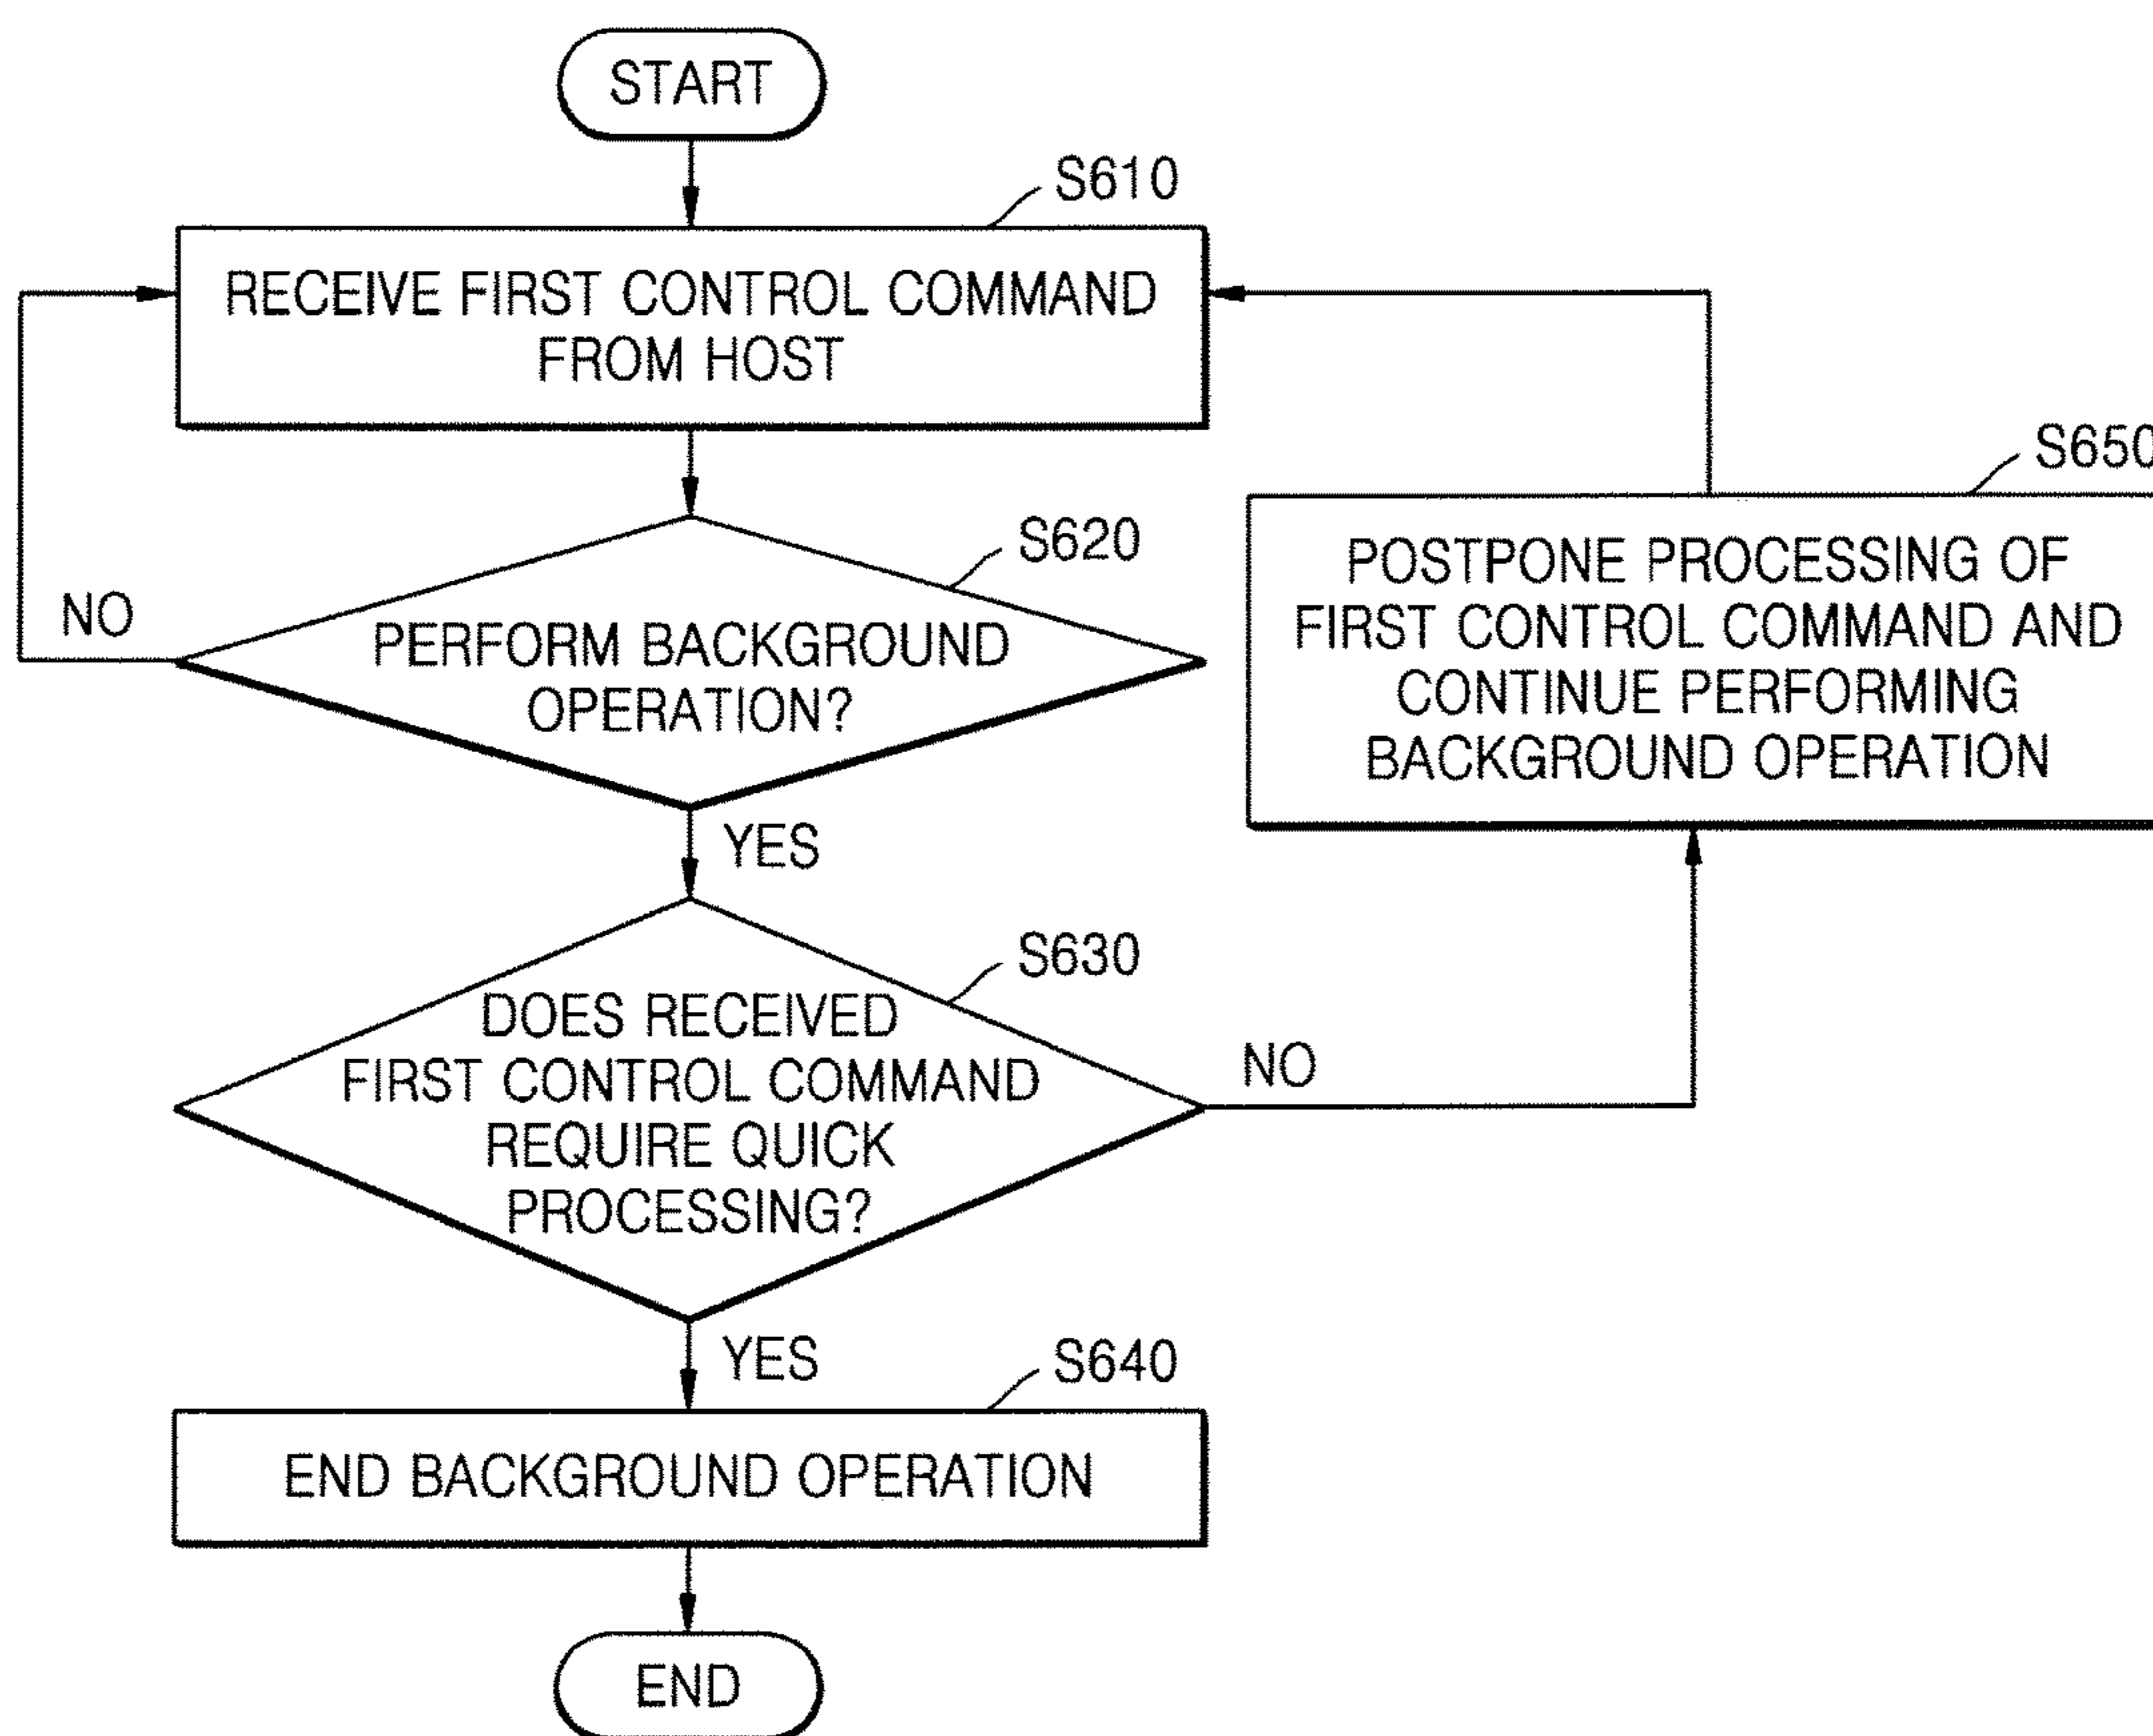 START
S610
RECEIVE FIRST CONTROL COMMAND
FROM HOST
S620
NO
PERFORM BACKGROUND
OPERATION?
YES
S630
DOES RECEIVED
FIRST CONTROL COMMAND
REQUIRE QUICK
PROCESSING?
NO
S650
POSTPONE PROCESSING OF
FIRST CONTROL COMMAND AND
CONTINUE PERFORMING
BACKGROUND OPERATION
YES
S640
END BACKGROUND OPERATION
END